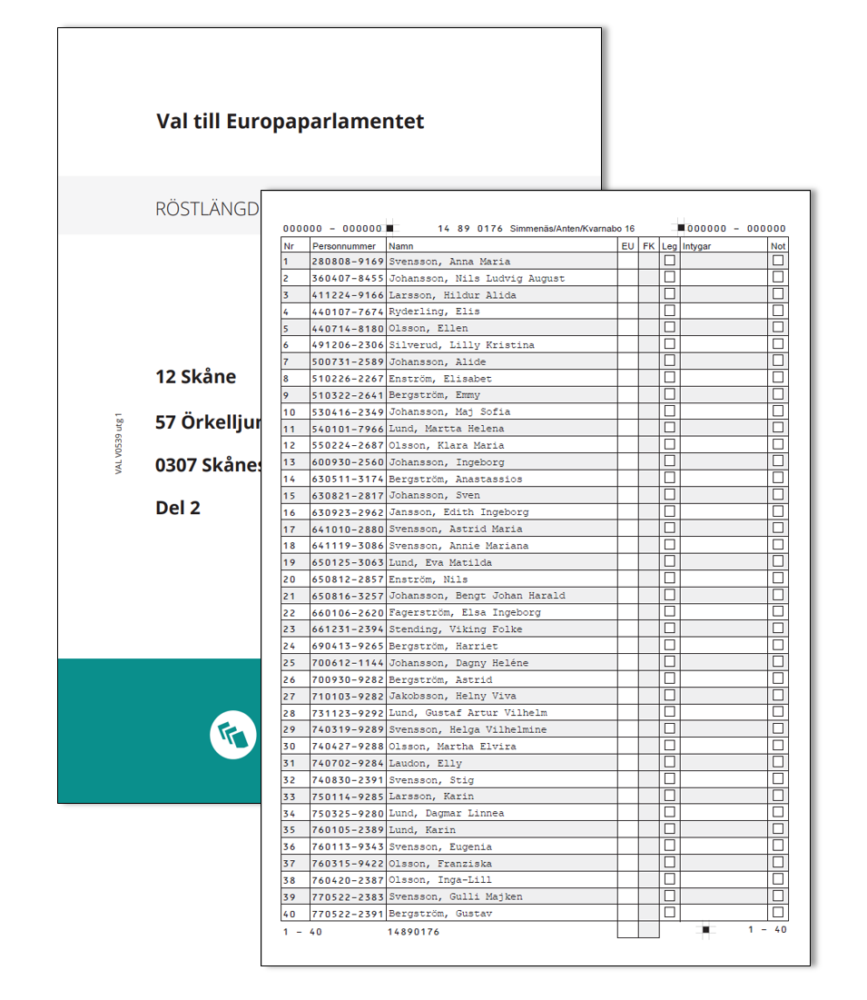 Val till Europaparlamentet
RÖSTLÄNGD
12 Skåne
57
0307
Del 2
VAL V0539 utg 1
000000 – 000000 14 89 0176 Simmenäs/Anten/Kvarnabo 16 000000 – 000000
Nr Personnummer Namn EU FK Leg Intygar Not
1 280808-9169 Svensson, Anna Maria
2 360407-8455 Johansson, Nils Ludvig August
3 411224-9166 Larsson, Hildur Alida
4 440107-7674 Ryderling, Elis
5 440714-8180 Olsson, Ellen
6 491206-2306 Silverud, Lilly Kristina
7 500731-2589 Johansson, Alide
8 510226-2267 Enström, Elisabet
9 510322-2641 Bergström, Emmy
10 530416-2349 Johansson, Maj Sofia
11 540101-7966 Lund, Martta Helena
12 550224-2687 Olsson, Klara Maria
13 600930-2560 Johansson, Ingeborg
14 630511-3174 Bergström, Anastassios
15 630821-2817 Johansson, Sven
16 630923-2962 Jansson, Edith Ingeborg
17 641010-2880 Svensson, Astrid Maria
18 641119-3086 Svensson, Annie Mariana
19 650125-3063 Lund, Eva Matilda
20 650812-2857 Enström, Nils
21 650816-3257 Johansson, Bengt Johan Harald
22 660106-2620 Fagerström, Elsa Ingeborg
23 661231-2394 Stending, Viking Folke
24 690413-9265 Bergström, Harriet
25 700612-1144 Johansson, Dagny Heléne
26 700930-9282 Bergström, Astrid
27 710103-9282 Jakobsson, Helny Viva
28 731123-9292 Lund, Gustaf Artur Vilhelm
29 740319-9289 Svensson, Helga Vilhelmine
30 740427-9288 Olsson, Martha Elvira
31 740702-9284 Laudon, Elly
32 740830-2391 Svensson, Stig
33 750114-9285 Larsson, Karin
34 750325-9280 Lund, Dagmar Linnea
35 760105-2389 Lund, Karin
36 760113-9343 Svensson, Eugenia
37 760315-9422 Olsson, Franziska
38 760420-2387 Olsson, Inga-Lill
39 770522-2383 Svensson, Gulli Majken
40 770522-2391 Bergström, Gustav
1 – 40 14890176 1 – 40